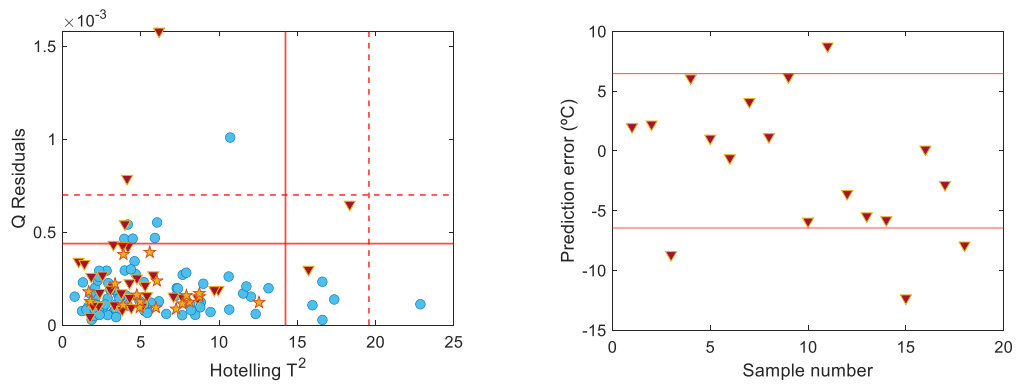 ×10⁻³
1.5
1
0.5
0
Q Residuals
0 5 10 15 20 25
Hotelling T²
10
5
0
-5
-10
-15
Prediction error (ºC)
0 5 10 15 20
Sample number